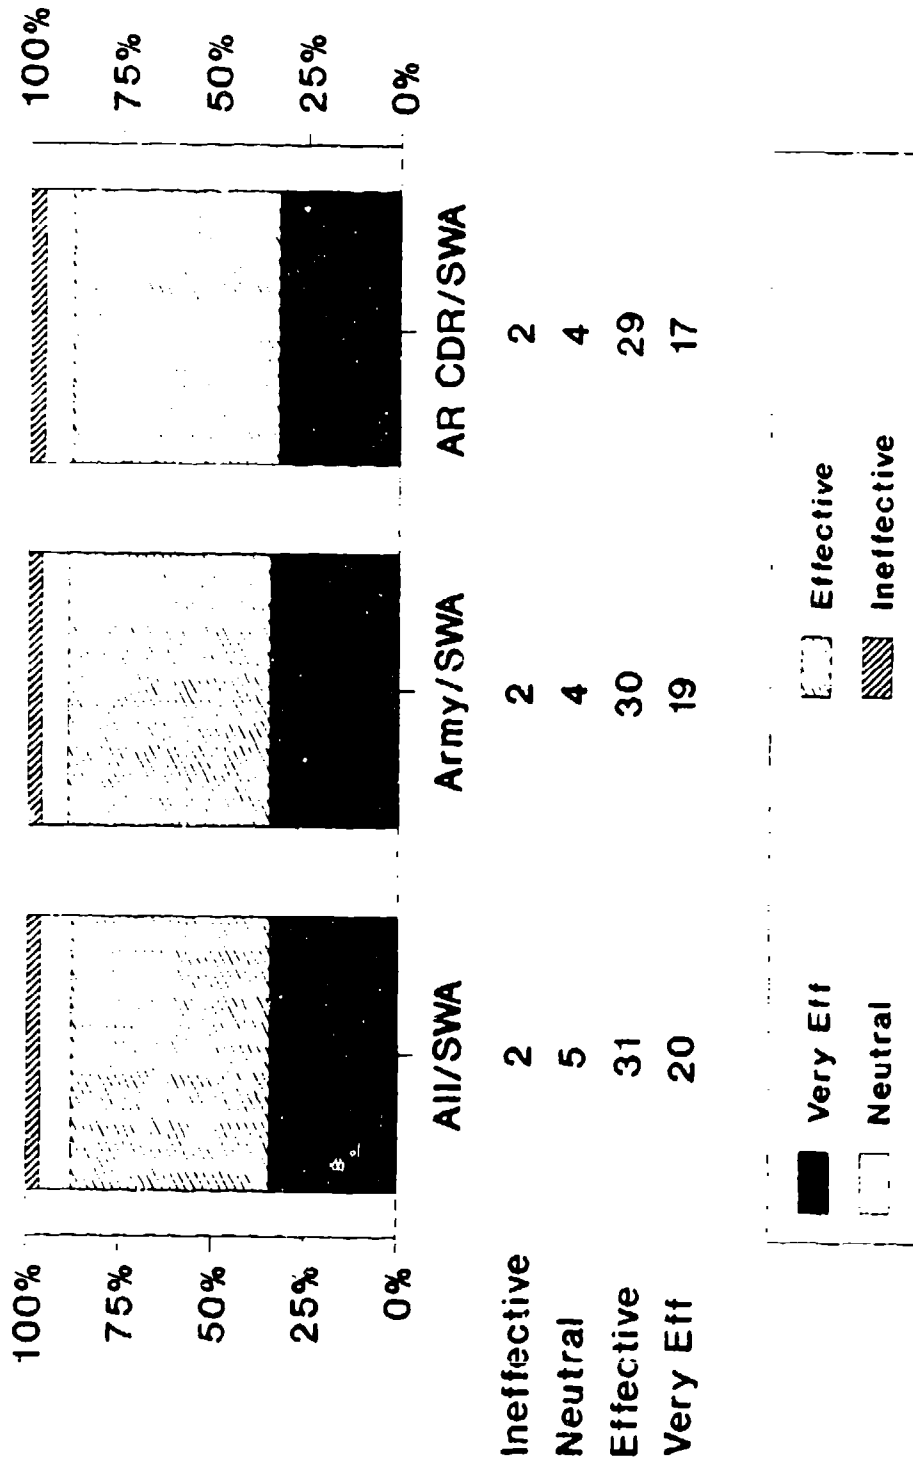 100% 100%
75% 75%
50% 50%
25% 25%
0% 0%
All/SWA Army/SWA AR CDR/SWA
Ineffective 2 2 2
Neutral 5 4 4
Effective 31 30 29
Very Eff 20 19 17
Very Eff Effective
Neutral Ineffective